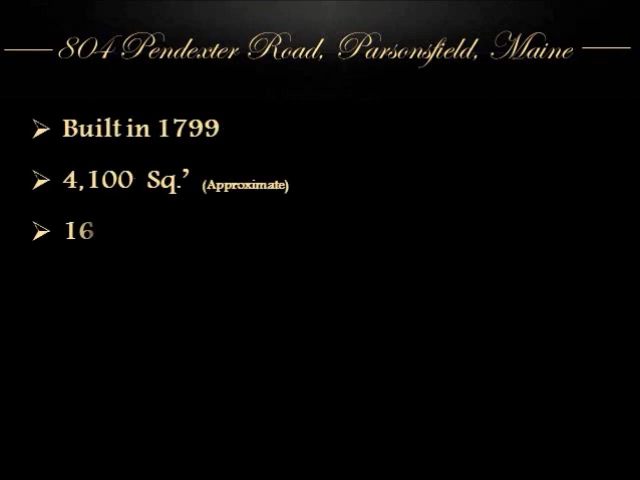 804 Pendexter Road, Parsonsfield, Maine
Built in 1799
4,100 Sq.’ (Approximate)
16